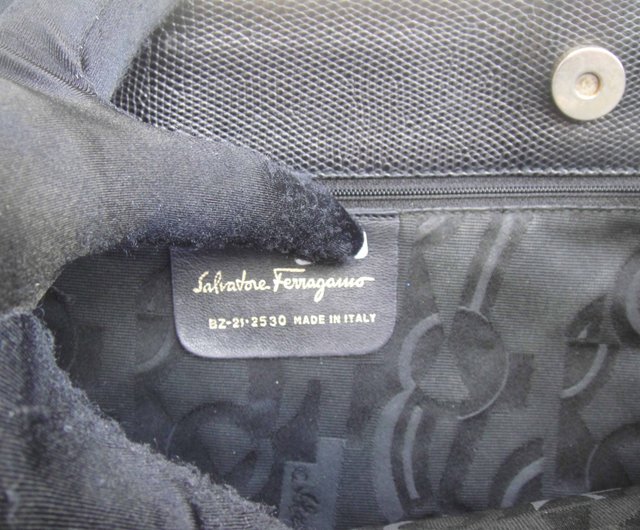 Salvatore Ferragamo
BZ-21·2530 MADE IN ITALY